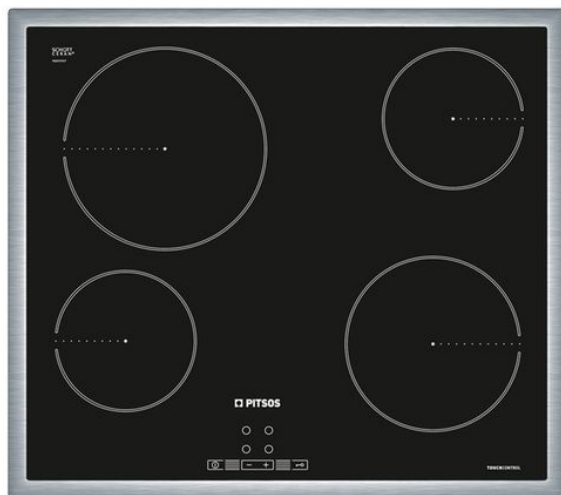 SCHOTT
CERAN®
PITSOS
− +
TOUCHCONTROL